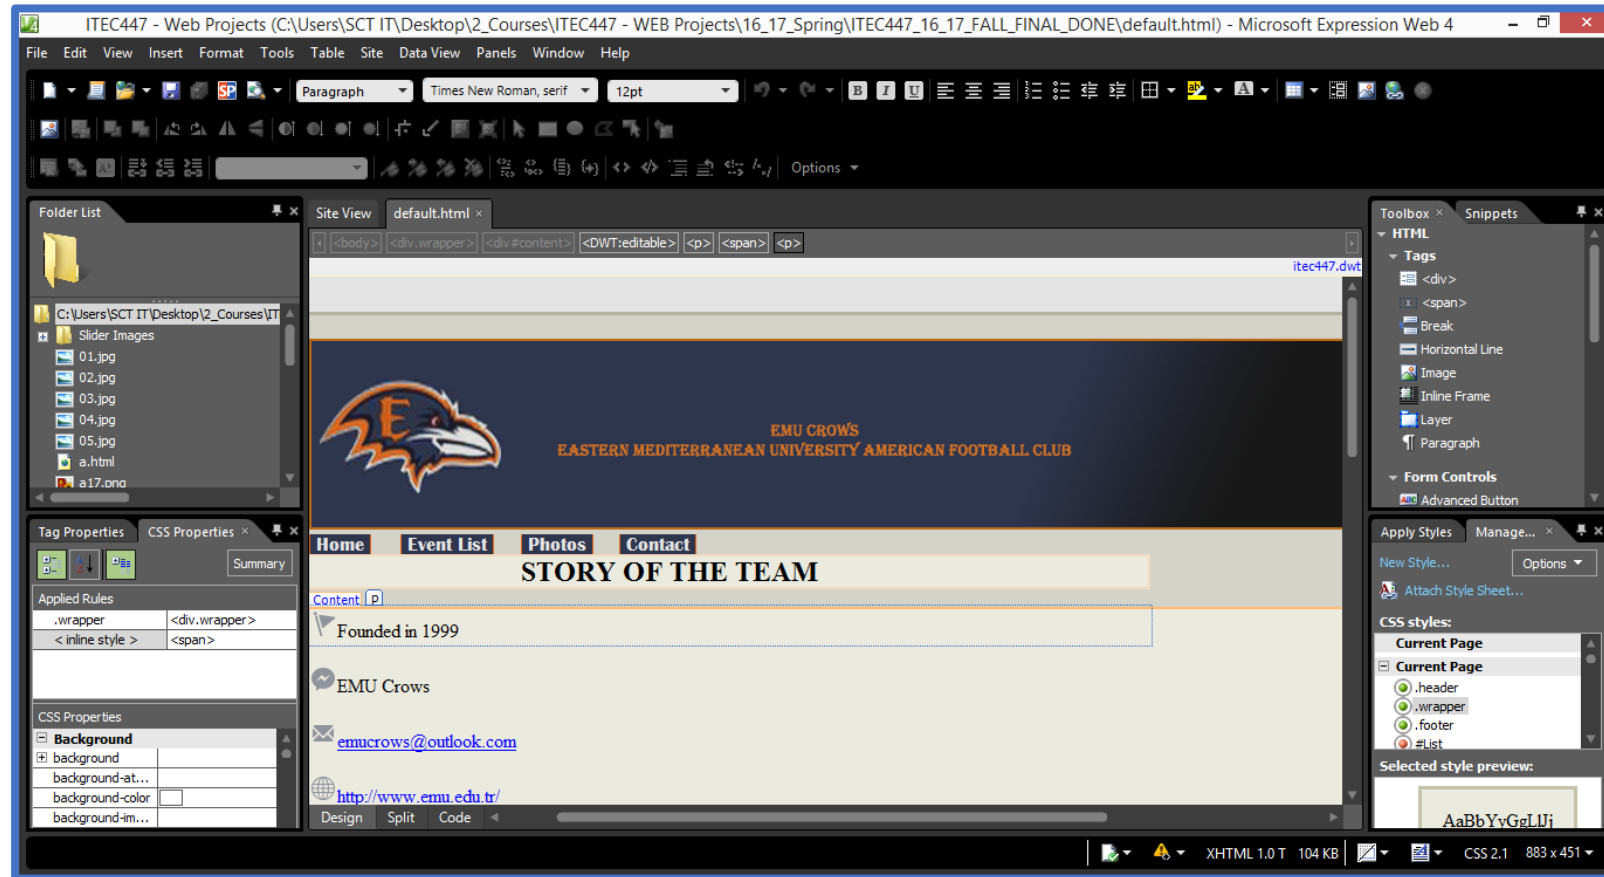 ITEC447 - Web Projects (C:\Users\SCT IT\Desktop\2_Courses\ITEC447 - WEB Projects\16_17_Spring\ITEC447_16_17_FALL_FINAL_DONE\default.html) - Microsoft Expression Web 4
File Edit View Insert Format Tools Table Site Data View Panels Window Help
SP Paragraph Times New Roman, serif 12pt B I U ab A
Options
Folder List
Site View default.html
<body> <div.wrapper> <div#content> <DWT:editable> <p> <span> <p>
itec447.dwt
C:\Users\SCT IT\Desktop\2_Courses\IT
Slider Images
01.jpg
02.jpg
03.jpg
04.jpg
05.jpg
a.html
a17.png
Tag Properties CSS Properties
Summary
Applied Rules
.wrapper <div.wrapper>
< inline style > <span>
CSS Properties
Background
background
background-at...
background-color
background-im...
E
EMU CROWS
EASTERN MEDITERRANEAN UNIVERSITY AMERICAN FOOTBALL CLUB
Home Event List Photos Contact
STORY OF THE TEAM
Content p
Founded in 1999
EMU Crows
emucrows@outlook.com
http://www.emu.edu.tr/
Design Split Code
Toolbox Snippets
HTML
Tags
<div>
<span>
Break
Horizontal Line
Image
Inline Frame
Layer
Paragraph
Form Controls
Advanced Button
Apply Styles Manage...
New Style... Options
Attach Style Sheet...
CSS styles:
Current Page
Current Page
.header
.wrapper
.footer
#List
Selected style preview:
AaBbYyGgLlJj
XHTML 1.0 T 104 KB CSS 2.1 883 x 451